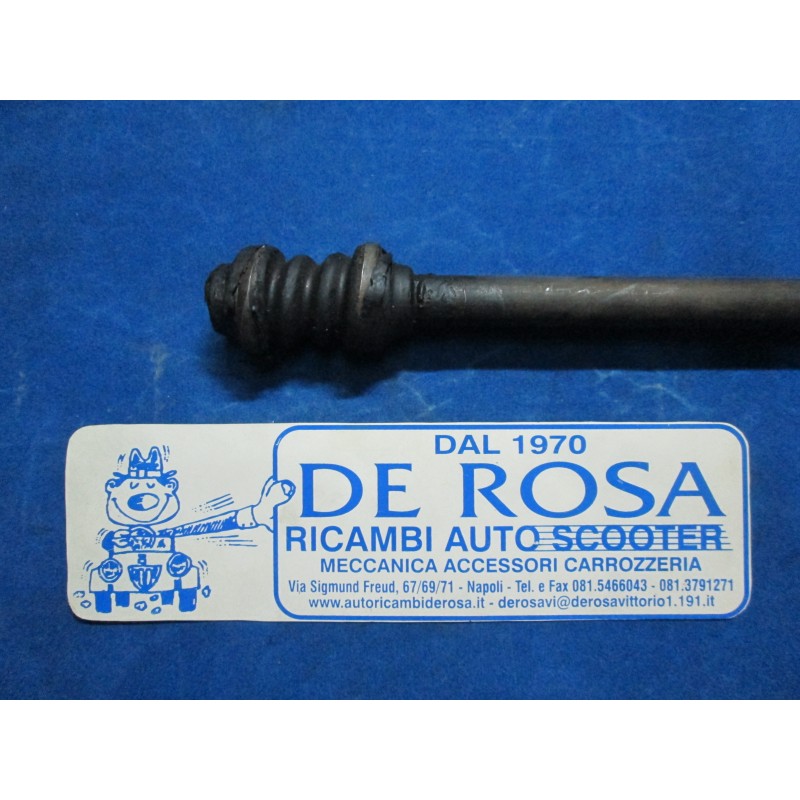 DAL 1970
DE ROSA
RICAMBI AUTO SCOOTER
MECCANICA ACCESSORI CARROZZERIA
Via Sigmund Freud, 67/69/71 - Napoli - Tel. e Fax 081.5466043 - 081.3791271
www.autoricambiderosa.it - derosavi@derosavittorio1.191.it